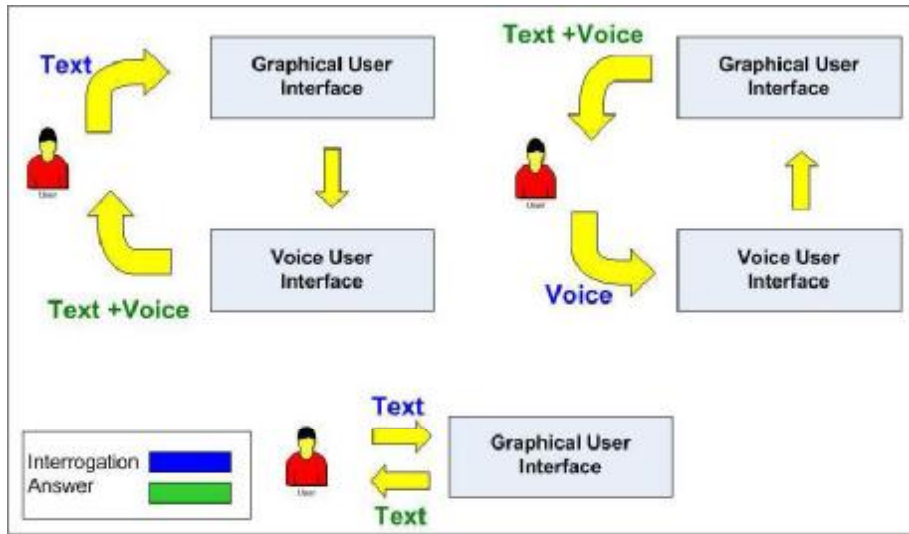 Text
Graphical User
Interface
User
Voice User
Interface
Text +Voice
Text +Voice
Graphical User
Interface
User
Voice User
Interface
Voice
Interrogation
Answer
User
Text
Graphical User
Interface
Text